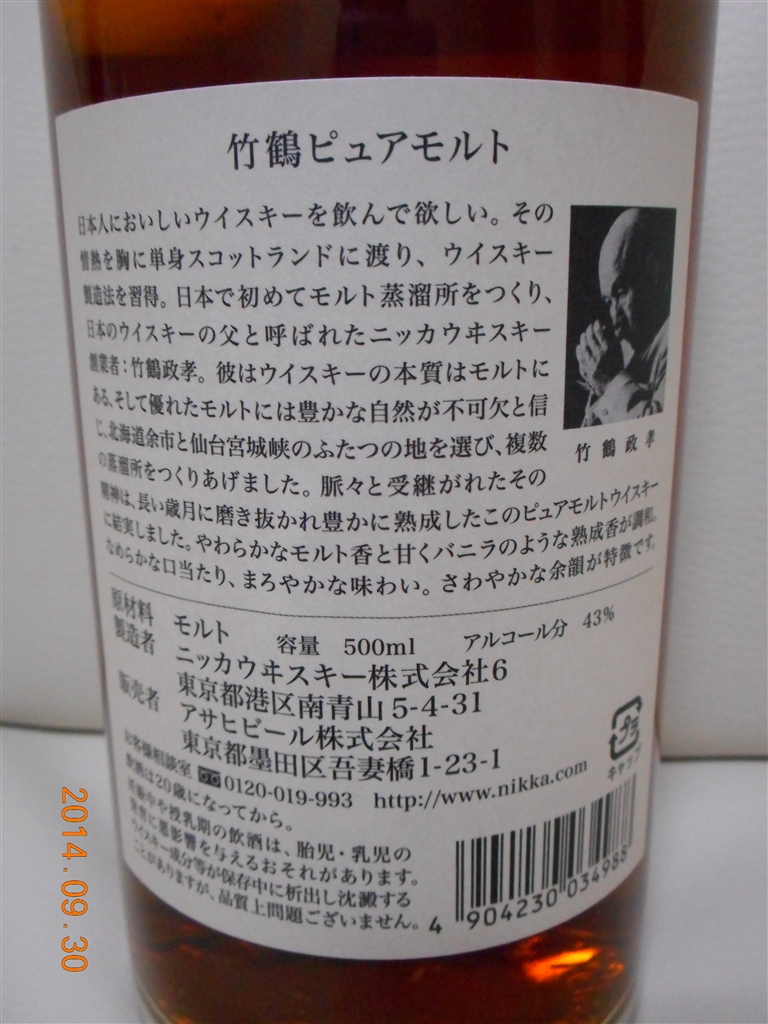 竹鶴ピュアモルト
日本人においしいウイスキーを飲んで欲しい。その
情熱を胸に単身スコットランドに渡り、ウイスキー
製造法を習得。日本で初めてモルト蒸溜所をつくり、
日本のウイスキーの父と呼ばれたニッカウヰスキー
創業者:竹鶴政孝。彼はウイスキーの本質はモルトに
ある、そして優れたモルトには豊かな自然が不可欠と信
じ、北海道余市と仙台宮城峡のふたつの地を選び、複数
の蒸溜所をつくりあげました。脈々と受継がれたその
精神は、長い歳月に磨き抜かれ豊かに熟成したこのピュアモルトウイスキー
に結実しました。やわらかなモルト香と甘くバニラのような熟成香が調和。
なめらかな口当たり、まろやかな味わい。さわやかな余韻が特徴です。
竹鶴政孝
原材料 モルト 容量 500ml アルコール分 43%
製造者 ニッカウヰスキー株式会社6
東京都港区南青山5-4-31
販売者 アサヒビール株式会社
東京都墨田区吾妻橋1-23-1
お客様相談室 0120-019-993 http://www.nikka.com
飲酒は20歳になってから。
妊娠中や授乳期の飲酒は、胎児・乳児の
発育に悪影響を与えるおそれがあります。
ウイスキー成分等が保存中に析出し沈澱する
ことがありますが、品質上問題ございません。
プラ
キャップ
4 904230 034988
2014.09.30